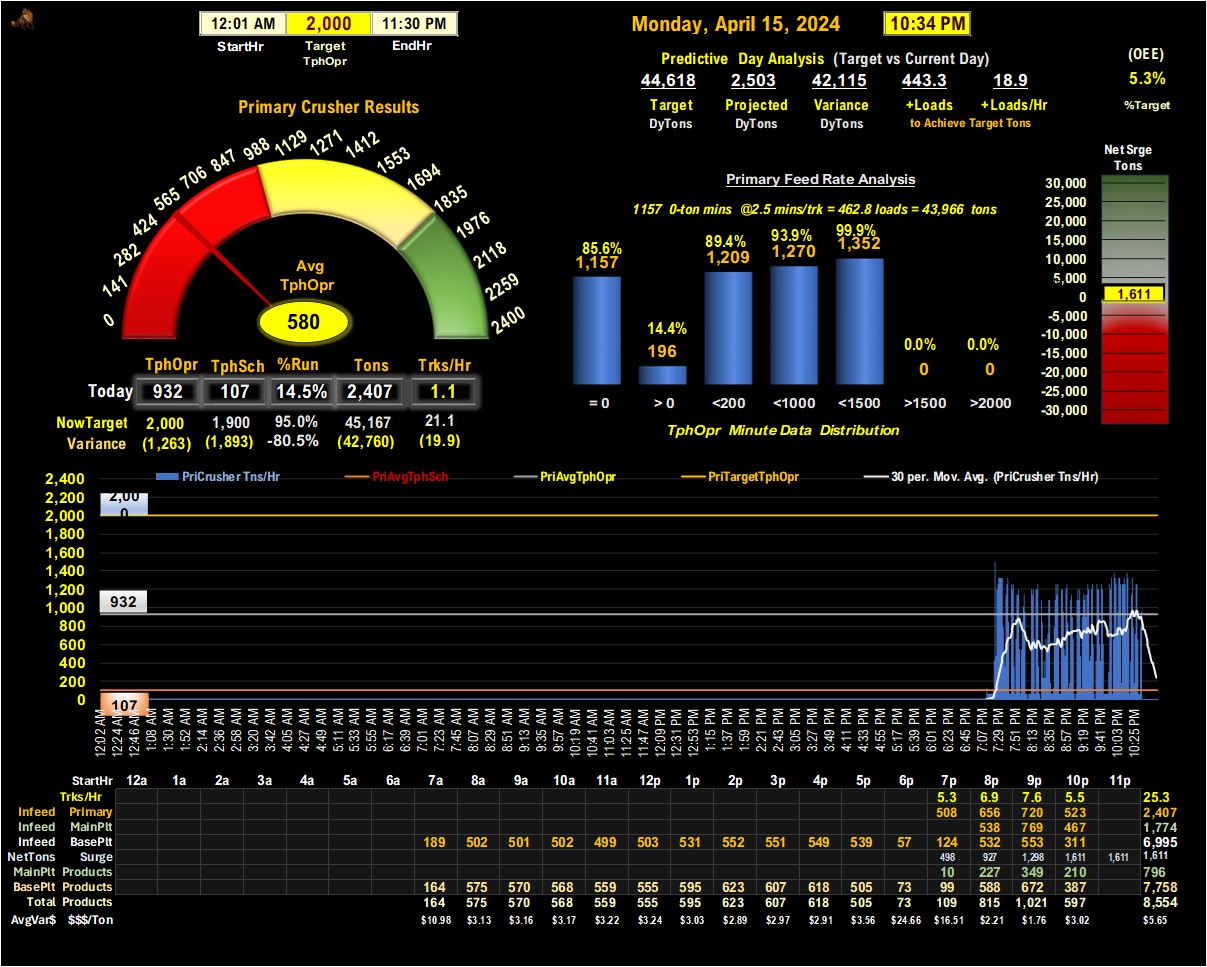 12:01 AM 2,000 11:30 PM
StartHr Target TphOpr EndHr
Monday, April 15, 2024 10:34 PM
Predictive Day Analysis (Target vs Current Day)
44,618 2,503 42,115 443.3 18.9
Target Projected Variance +Loads +Loads/Hr
DyTons DyTons DyTons to Achieve Target Tons
(OEE)
5.3%
%Target
Primary Crusher Results
0 141 282 424 565 706 847 988 1129 1271 1412 1553 1694 1835 1976 2118 2259 2400
Avg
TphOpr
580
TphOpr TphSch %Run Tons Trks/Hr
Today 932 107 14.5% 2,407 1.1
NowTarget 2,000 1,900 95.0% 45,167 21.1
Variance (1,263) (1,893) -80.5% (42,760) (19.9)
Primary Feed Rate Analysis
1157 0-ton mins @2.5 mins/trk = 462.8 loads = 43,966 tons
85.6% 14.4% 89.4% 93.9% 99.9% 0.0% 0.0%
1,157 196 1,209 1,270 1,352 0 0
= 0 > 0 <200 <1000 <1500 >1500 >2000
TphOpr Minute Data Distribution
Net Srge
Tons
30,000
25,000
20,000
15,000
10,000
5,000
0 1,611
-5,000
-10,000
-15,000
-20,000
-25,000
-30,000
PriCrusher Tns/Hr PriAvgTphSch PriAvgTphOpr PriTargetTphOpr 30 per. Mov. Avg. (PriCrusher Tns/Hr)
2,400
2,200
2,000
1,800
1,600
1,400
1,200
1,000
800
600
400
200
0
2,000
932
107
12:02 AM 12:24 AM 12:46 AM 1:08 AM 1:30 AM 1:52 AM 2:14 AM 2:36 AM 2:58 AM 3:20 AM 3:42 AM 4:05 AM 4:27 AM 4:49 AM 5:11 AM 5:33 AM 5:55 AM 6:17 AM 6:39 AM 7:01 AM 7:23 AM 7:45 AM 8:07 AM 8:29 AM 8:51 AM 9:13 AM 9:35 AM 9:57 AM 10:19 AM 10:41 AM 11:03 AM 11:25 AM 11:47 AM 12:09 PM 12:31 PM 12:53 PM 1:15 PM 1:37 PM 1:59 PM 2:21 PM 2:43 PM 3:05 PM 3:27 PM 3:49 PM 4:11 PM 4:33 PM 4:55 PM 5:17 PM 5:39 PM 6:01 PM 6:23 PM 6:45 PM 7:07 PM 7:29 PM 7:51 PM 8:13 PM 8:35 PM 8:57 PM 9:19 PM 9:41 PM 10:03 PM 10:25 PM
StartHr 12a 1a 2a 3a 4a 5a 6a 7a 8a 9a 10a 11a 12p 1p 2p 3p 4p 5p 6p 7p 8p 9p 10p 11p
Trks/Hr 5.3 6.9 7.6 5.5 25.3
Infeed Primary 508 656 720 523 2,407
Infeed MainPlt 538 769 467 1,774
Infeed BasePlt 189 502 501 502 499 503 531 552 551 549 539 57 124 532 553 311 6,995
NetTons Surge 498 927 1,298 1,611 1,611 1,611
MainPlt Products 10 227 349 210 796
BasePlt Products 164 575 570 568 559 555 595 623 607 618 505 73 99 588 672 387 7,758
Total Products 164 575 570 568 559 555 595 623 607 618 505 73 109 815 1,021 597 8,554
AvgVar$ $$$/Ton $10.98 $3.13 $3.16 $3.17 $3.22 $3.24 $3.03 $2.89 $2.97 $2.91 $3.56 $24.66 $16.51 $2.21 $1.76 $3.02 $5.65